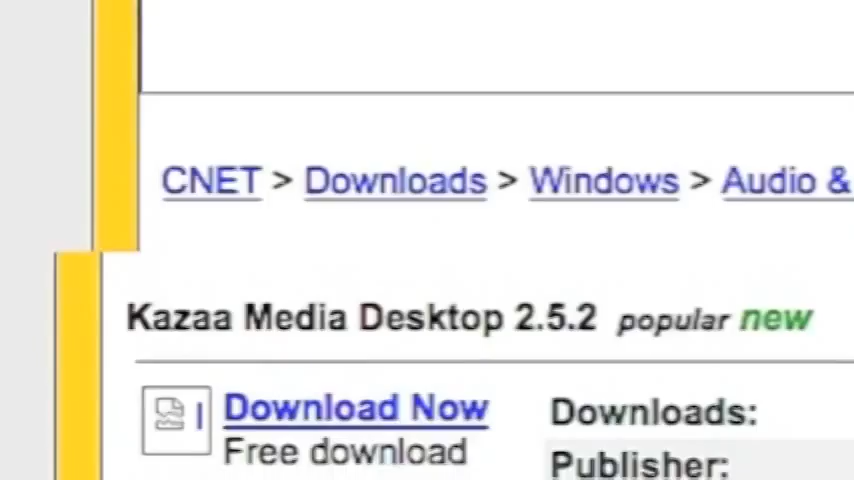 CNET > Downloads > Windows > Audio &
Kazaa Media Desktop 2.5.2 popular new
Download Now
Downloads:
Free download
Publisher: